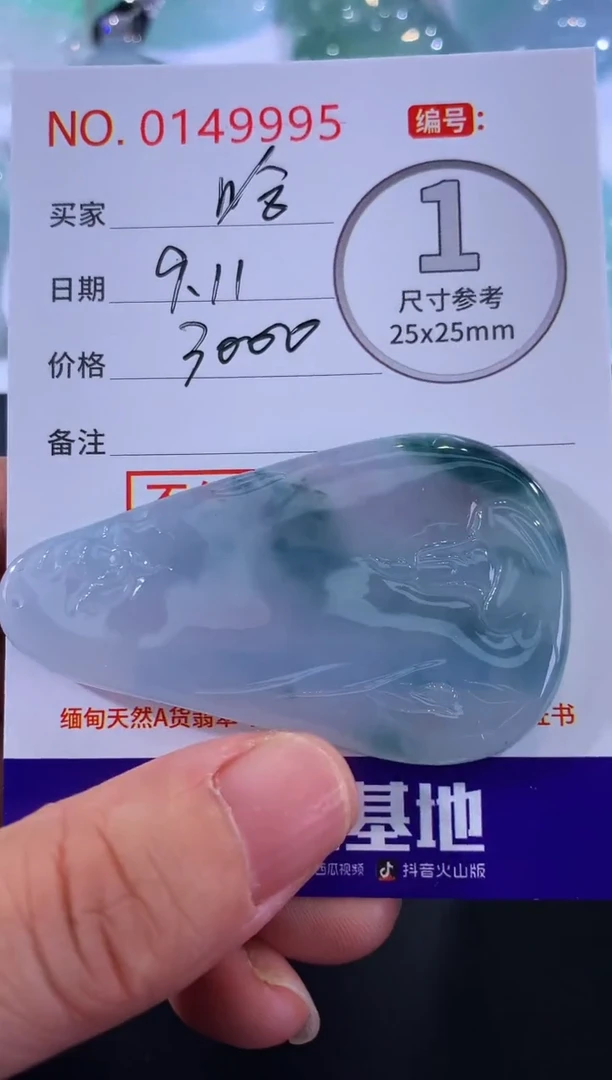 NO. 0149995
编号:
买家 哈
日期 9.11
价格 3000
备注
1
尺寸参考
25x25mm
缅甸天然A货翡翠
证书
基地
西瓜视频 抖音火山版